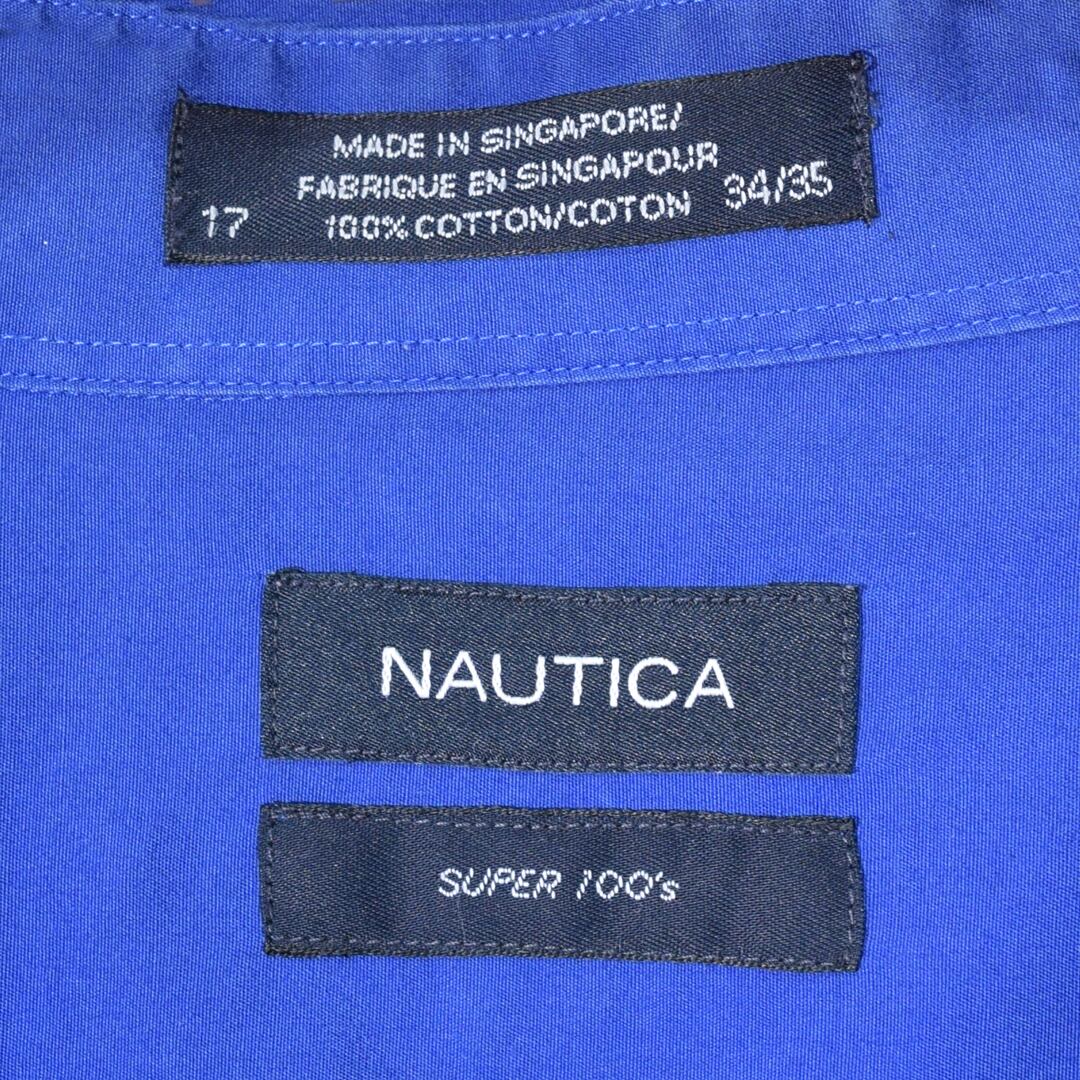 MADE IN SINGAPORE/
FABRIQUE EN SINGAPOUR
17 100% COTTON/COTON 34/35
NAUTICA
SUPER 100's